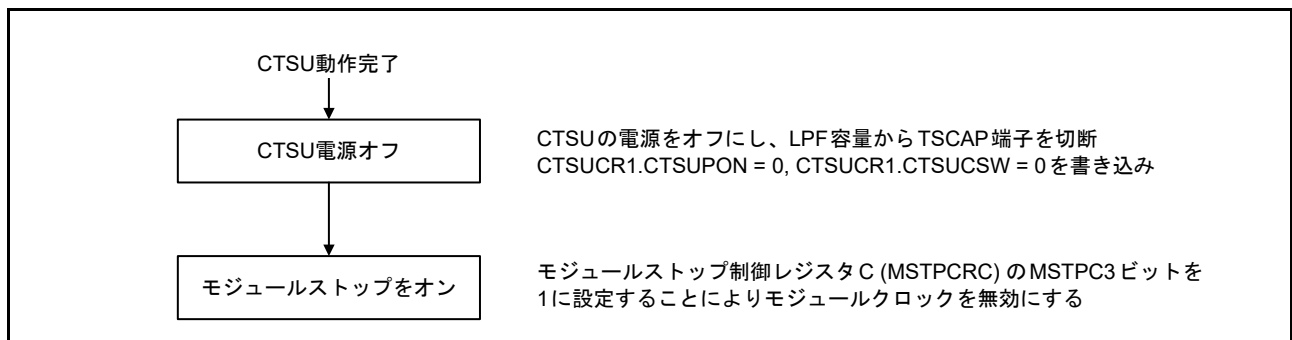 CTSU動作完了
CTSU電源オフ
CTSUの電源をオフにし、LPF容量からTSCAP端子を切断
CTSUCR1.CTSUPON = 0, CTSUCR1.CTSUCSW = 0を書き込み
モジュールストップをオン
モジュールストップ制御レジスタC (MSTPCRC) のMSTPC3ビットを
1に設定することによりモジュールクロックを無効にする